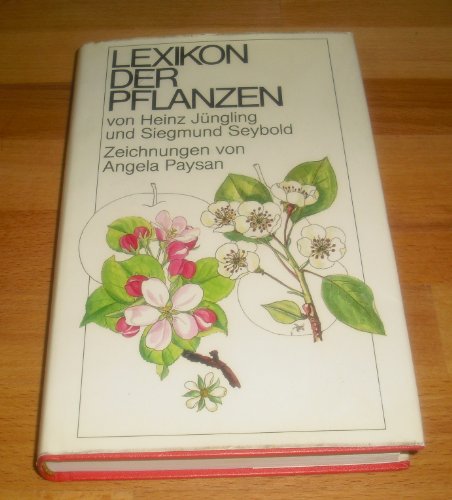 LEXIKON
DER
PFLANZEN
von Heinz Jüngling
und Siegmund Seybold
Zeichnungen von
Angela Paysan